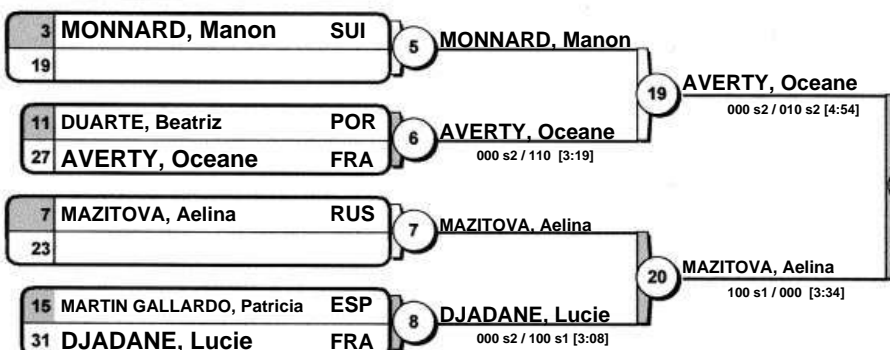 3 MONNARD, Manon SUI
19
5
MONNARD, Manon
11 DUARTE, Beatriz POR
27 AVERTY, Oceane FRA
6
AVERTY, Oceane
000 s2 / 110 [3:19]
19
AVERTY, Oceane
000 s2 / 010 s2 [4:54]
7 MAZITOVA, Aelina RUS
23
7
MAZITOVA, Aelina
15 MARTIN GALLARDO, Patricia ESP
31 DJADANE, Lucie FRA
8
DJADANE, Lucie
000 s2 / 100 s1 [3:08]
20
MAZITOVA, Aelina
100 s1 / 000 [3:34]